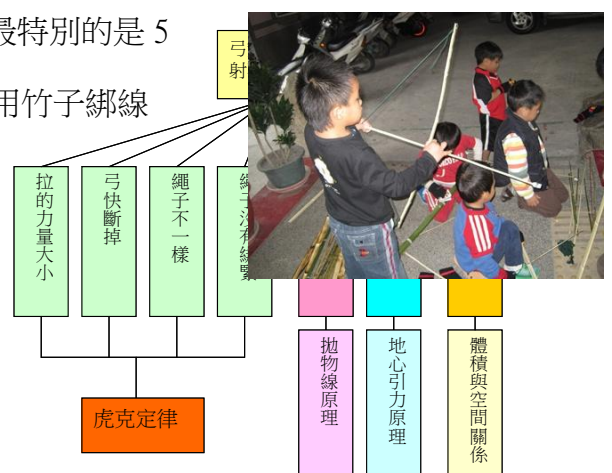 最特別的是 5
用竹子綁線
弓
射
拉的力量大小
弓快斷掉
繩子不一樣
繩子沒有綁緊
拋物線原理
地心引力原理
體積與空間關係
虎克定律